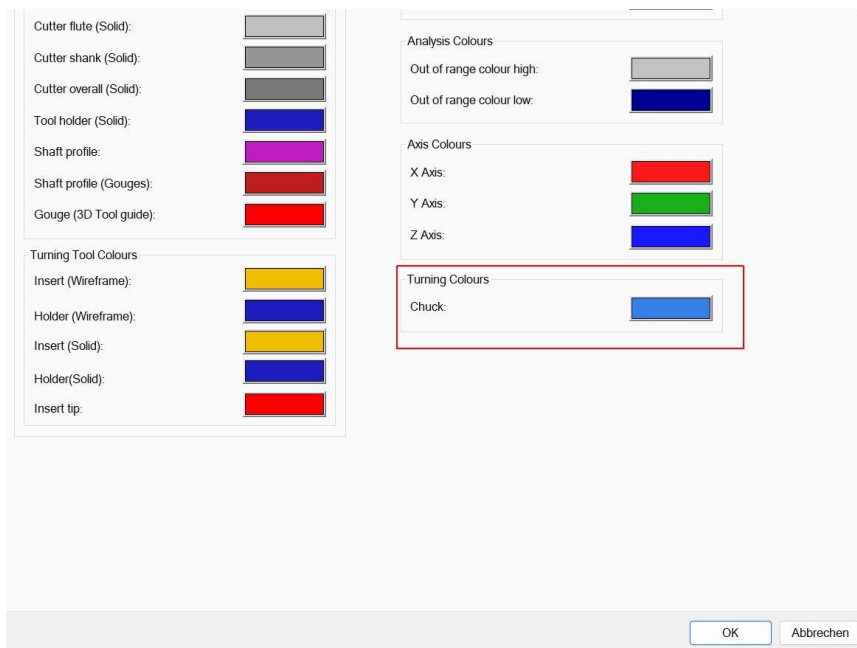 Cutter flute (Solid):
Cutter shank (Solid):
Cutter overall (Solid):
Tool holder (Solid):
Shaft profile:
Shaft profile (Gouges):
Gouge (3D Tool guide):
Turning Tool Colours
Insert (Wireframe):
Holder (Wireframe):
Insert (Solid):
Holder(Solid):
Insert tip:
Analysis Colours
Out of range colour high:
Out of range colour low:
Axis Colours
X Axis:
Y Axis:
Z Axis:
Turning Colours
Chuck:
OK
Abbrechen